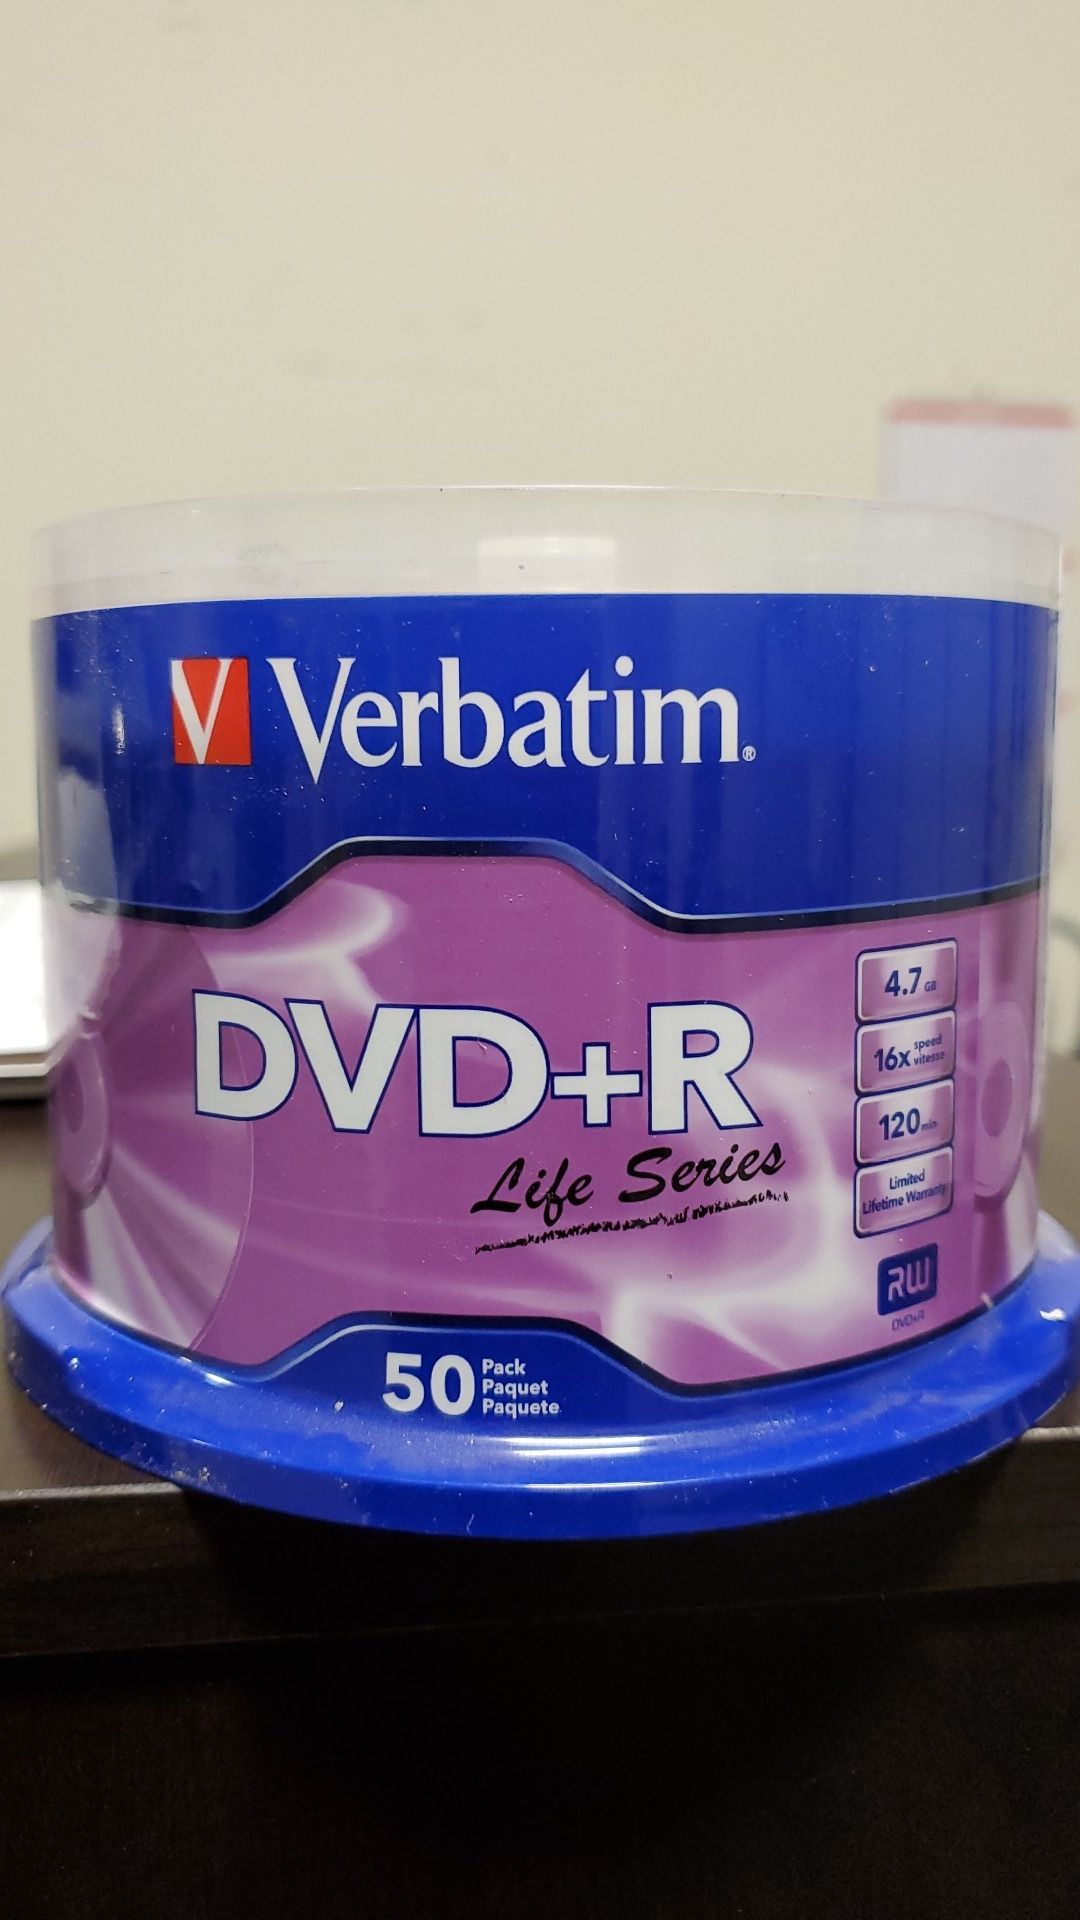 V Verbatim®
DVD+R
Life Series
4.7 GB
16x speed vitesse
120 min
Limited
Lifetime Warranty
RW
DVD+R
50 Pack
Paquet
Paquete